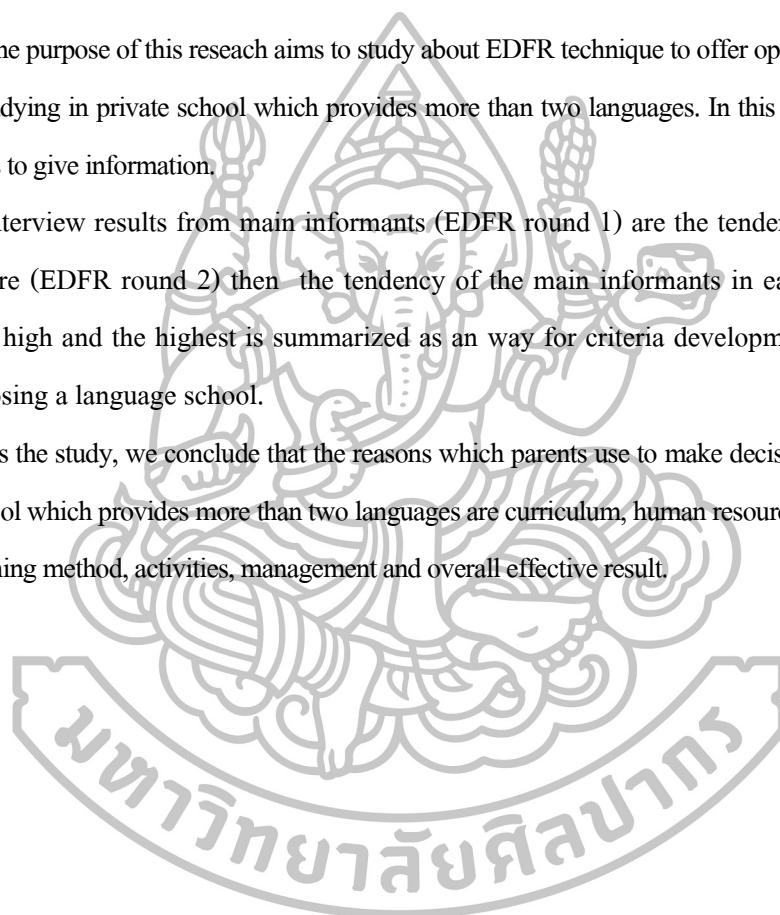 ne purpose of this reseach aims to study about EDFR technique to offer op
dying in private school which provides more than two languages. In this
s to give information.
terview results from main informants (EDFR round 1) are the tende
re (EDFR round 2) then the tendency of the main informants in ea
high and the highest is summarized as an way for criteria developm
osing a language school.
s the study, we conclude that the reasons which parents use to make decis
ol which provides more than two languages are curriculum, human resour
ning method, activities, management and overall effective result.
มหาวิทยาลัยศิลปากร